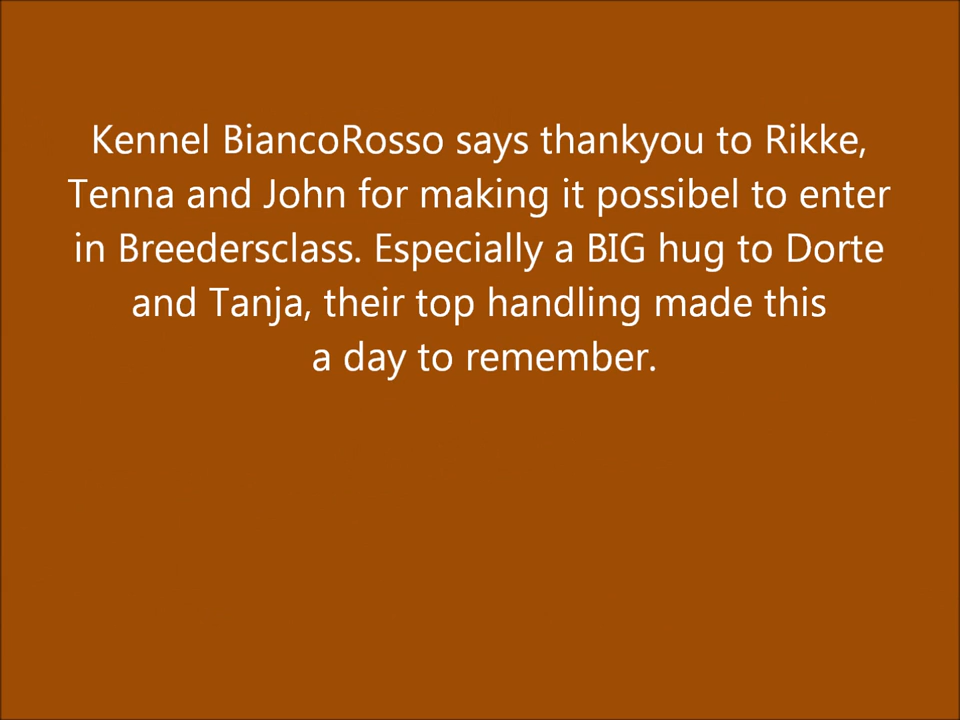 Kennel BiancoRosso says thankyou to Rikke,
Tenna and John for making it possibel to enter
in Breedersclass. Especially a BIG hug to Dorte
and Tanja, their top handling made this
a day to remember.